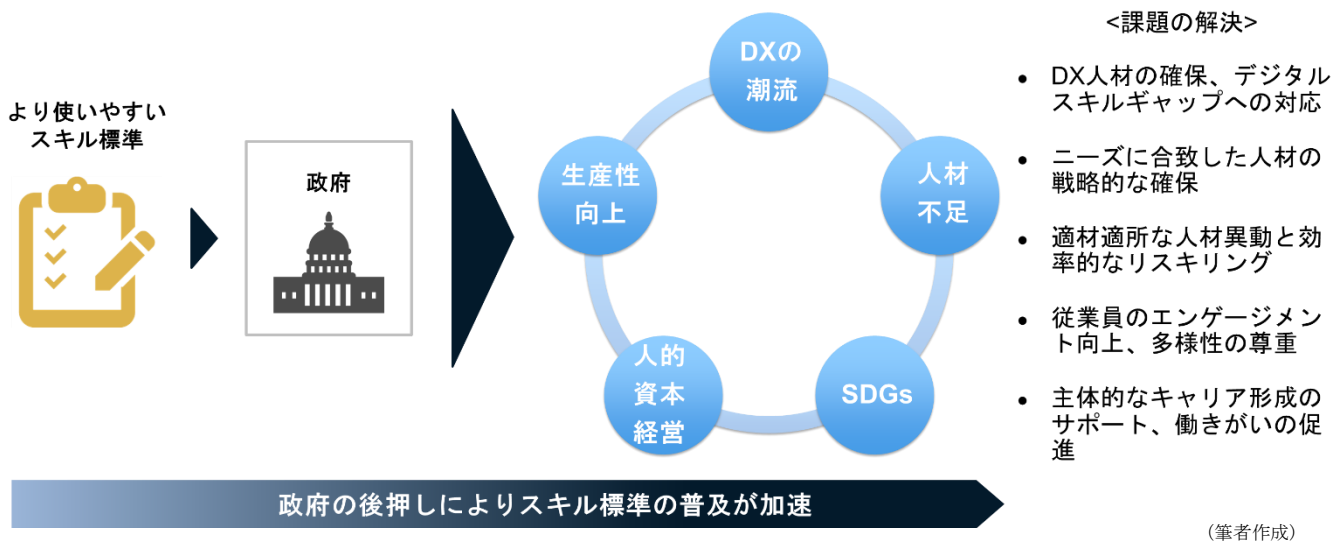 より使いやすい
スキル標準
政府
DXの
潮流
人材
不足
SDGs
人的
資本
経営
生産性
向上
<課題の解決>
• DX人材の確保、デジタル
スキルギャップへの対応
• ニーズに合致した人材の
戦略的な確保
• 適材適所な人材異動と効
率的なリスキリング
• 従業員のエンゲージメン
ト向上、多様性の尊重
• 主体的なキャリア形成の
サポート、働きがいの促
進
政府の後押しによりスキル標準の普及が加速
（筆者作成）